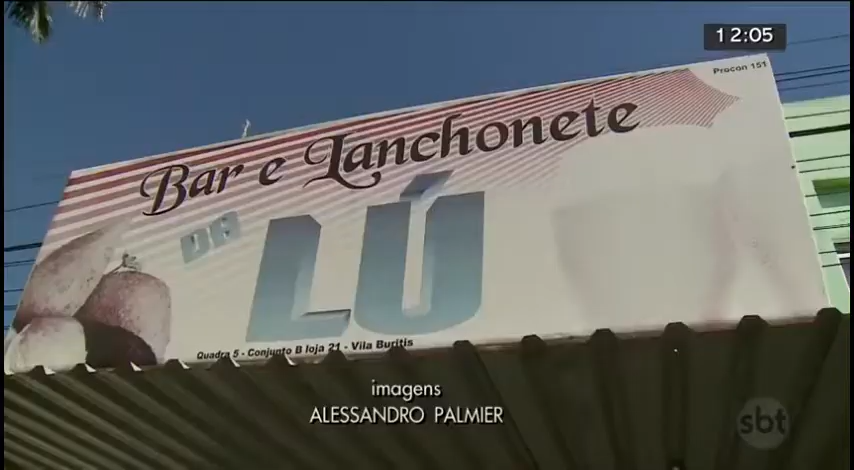 12:05
Procon 151
Bar e Lanchonete
DA
LÚ
Quadra 5 - Conjunto B loja 21 - Vila Buritis
imagens
ALESSANDRO PALMIER
sbt